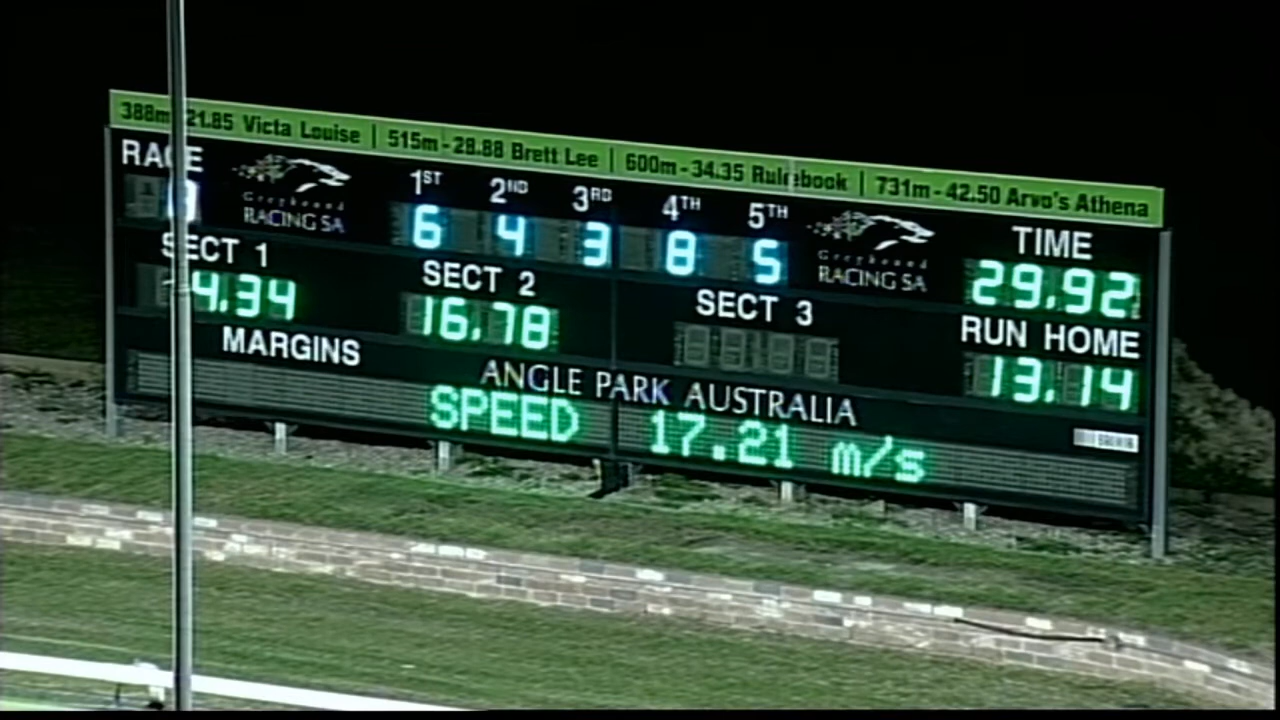 388m-21.85 Victa Louise | 515m-28.88 Brett Lee | 600m-34.35 Rulebook | 731m-42.50 Arvo's Athena
RACE
Greyhound
RACING SA
1ST 2ND 3RD 4TH 5TH
6 4 3 8 5
Greyhound
RACING SA
TIME
29.92
SECT 1
4.34
SECT 2
16.78
SECT 3
RUN HOME
13.14
MARGINS
ANGLE PARK AUSTRALIA
SPEED 17.21 m/s